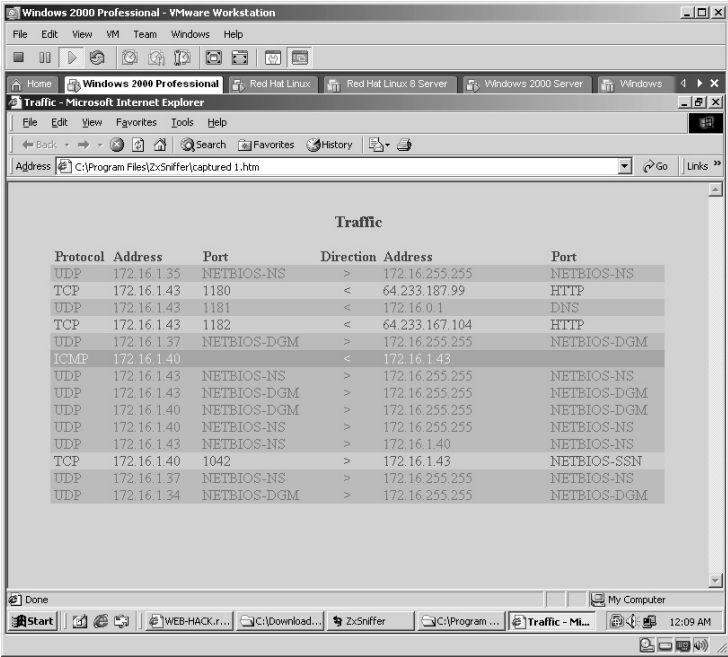 Windows 2000 Professional - VMware Workstation
File Edit View VM Team Windows Help
Home Windows 2000 Professional Red Hat Linux Red Hat Linux 8 Server Windows 2000 Server Windows
Traffic - Microsoft Internet Explorer
File Edit View Favorites Tools Help
Back Search Favorites History
Address C:\Program Files\ZxSniffer\captured 1.htm Go Links »
Traffic
Protocol Address Port Direction Address Port
UDP 172.16.1.35 NETBIOS-NS > 172.16.255.255 NETBIOS-NS
TCP 172.16.1.43 1180 < 64.233.187.99 HTTP
UDP 172.16.1.43 1181 < 172.16.0.1 DNS
TCP 172.16.1.43 1182 < 64.233.167.104 HTTP
UDP 172.16.1.37 NETBIOS-DGM > 172.16.255.255 NETBIOS-DGM
ICMP 172.16.1.40 < 172.16.1.43
UDP 172.16.1.43 NETBIOS-NS > 172.16.255.255 NETBIOS-NS
UDP 172.16.1.43 NETBIOS-DGM > 172.16.255.255 NETBIOS-DGM
UDP 172.16.1.40 NETBIOS-DGM > 172.16.255.255 NETBIOS-DGM
UDP 172.16.1.40 NETBIOS-NS > 172.16.255.255 NETBIOS-NS
UDP 172.16.1.43 NETBIOS-NS > 172.16.1.40 NETBIOS-NS
TCP 172.16.1.40 1042 > 172.16.1.43 NETBIOS-SSN
UDP 172.16.1.37 NETBIOS-NS > 172.16.255.255 NETBIOS-NS
UDP 172.16.1.34 NETBIOS-DGM > 172.16.255.255 NETBIOS-DGM
Done My Computer
Start WEB-HACK.r... C:\Download... ZxSniffer C:\Program ... Traffic - Mi... 12:09 AM